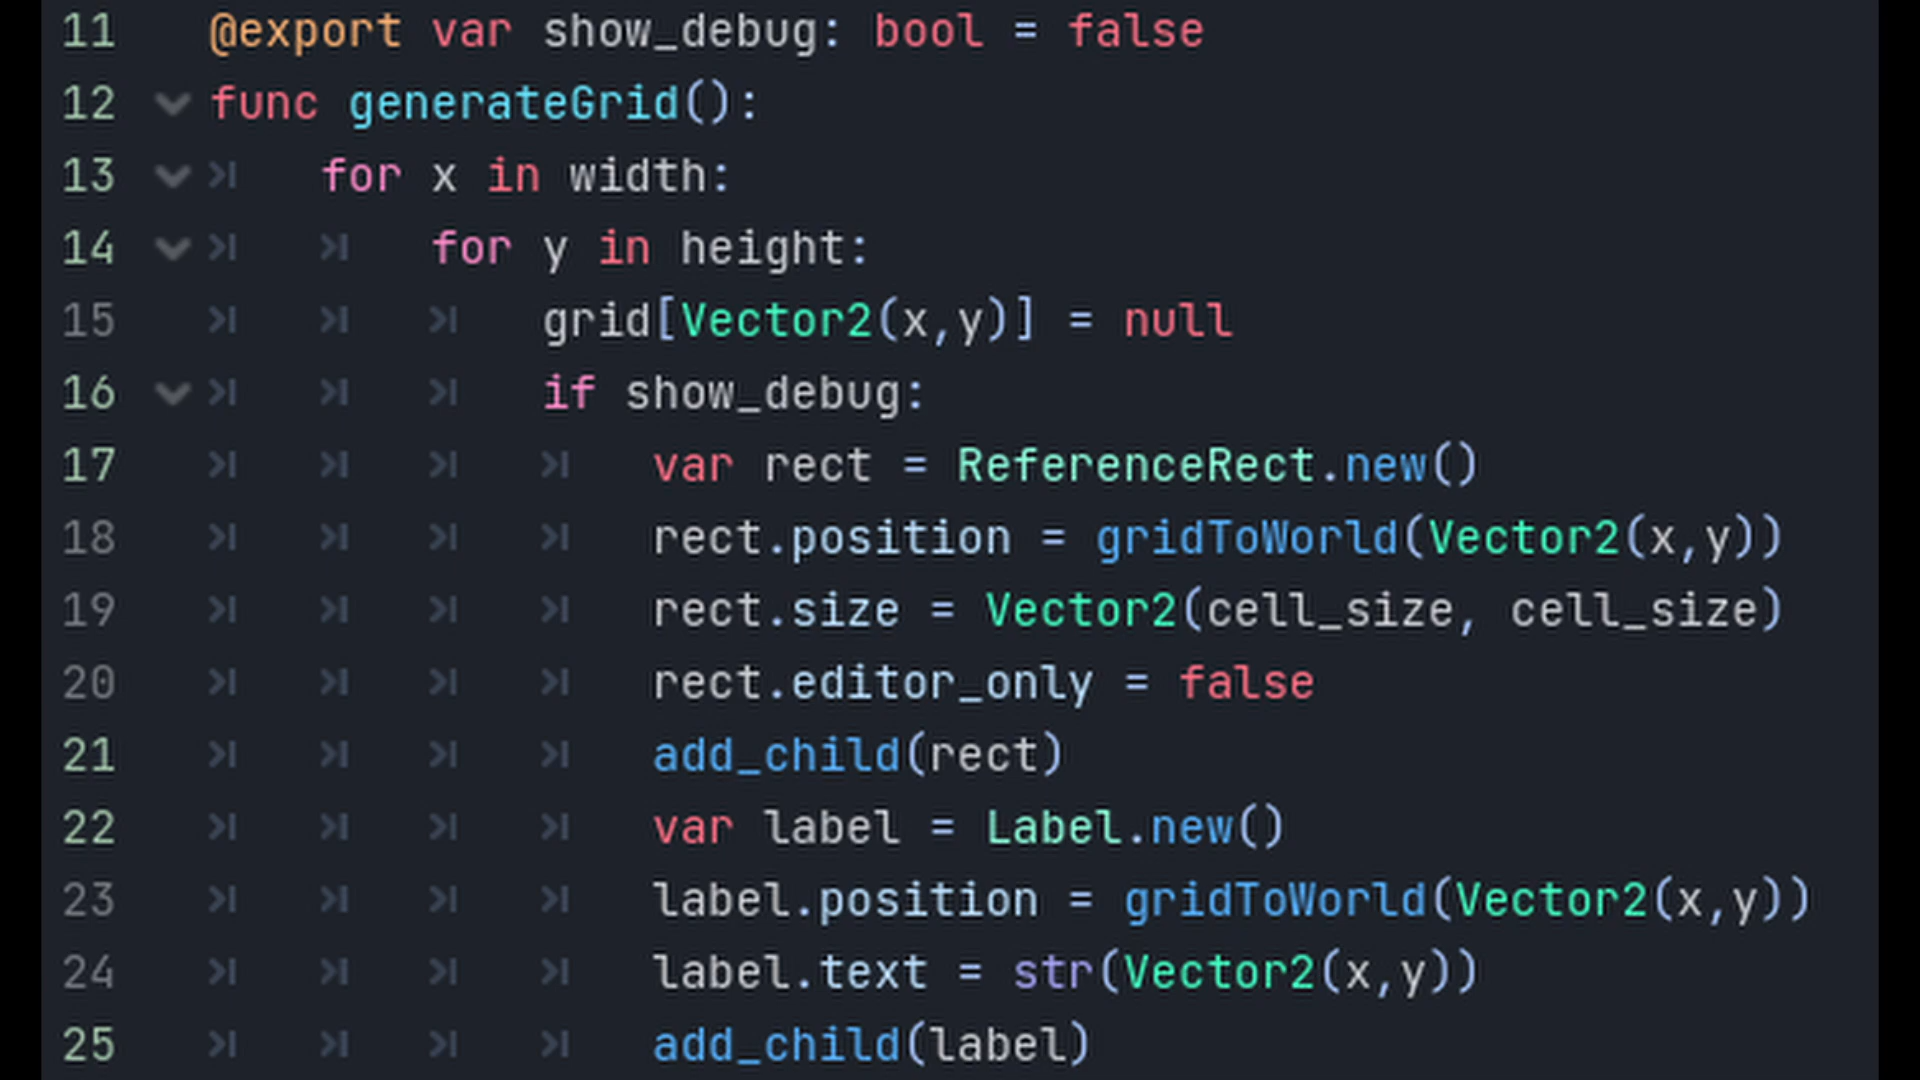 11 @export var show_debug: bool = false
12 func generateGrid():
13 for x in width:
14 for y in height:
15 grid[Vector2(x,y)] = null
16 if show_debug:
17 var rect = ReferenceRect.new()
18 rect.position = gridToWorld(Vector2(x,y))
19 rect.size = Vector2(cell_size, cell_size)
20 rect.editor_only = false
21 add_child(rect)
22 var label = Label.new()
23 label.position = gridToWorld(Vector2(x,y))
24 label.text = str(Vector2(x,y))
25 add_child(label)